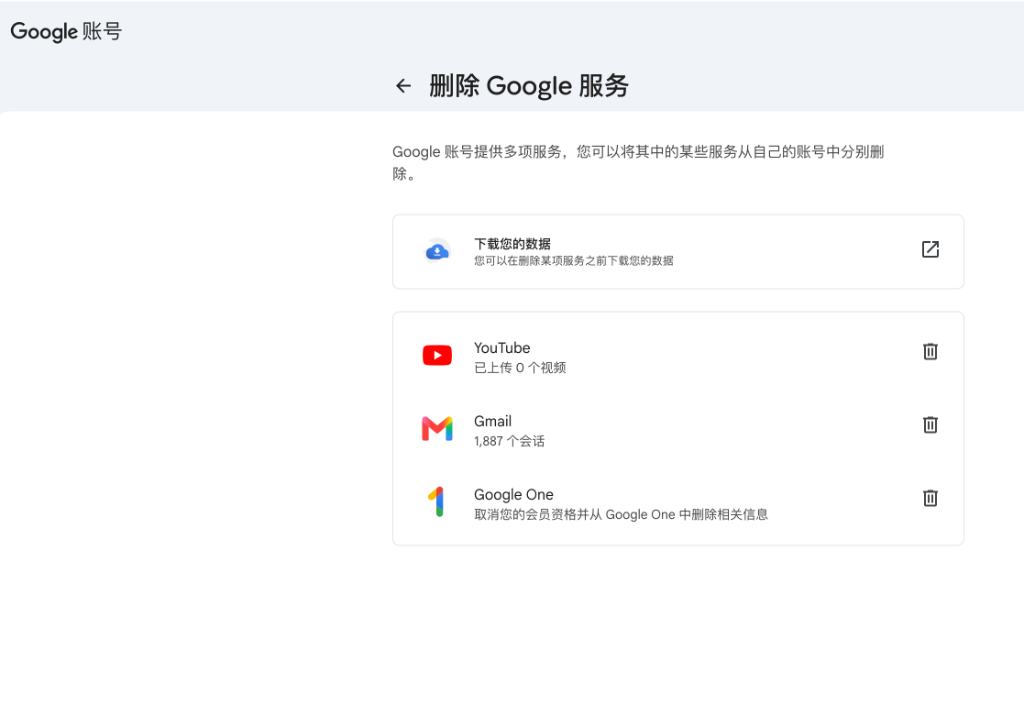 Google 账号
删除 Google 服务
Google 账号提供多项服务，您可以将其中的某些服务从自己的账号中分别删
除。
下载您的数据
您可以在删除某项服务之前下载您的数据
YouTube
已上传 0 个视频
Gmail
1,887 个会话
Google One
取消您的会员资格并从 Google One 中删除相关信息